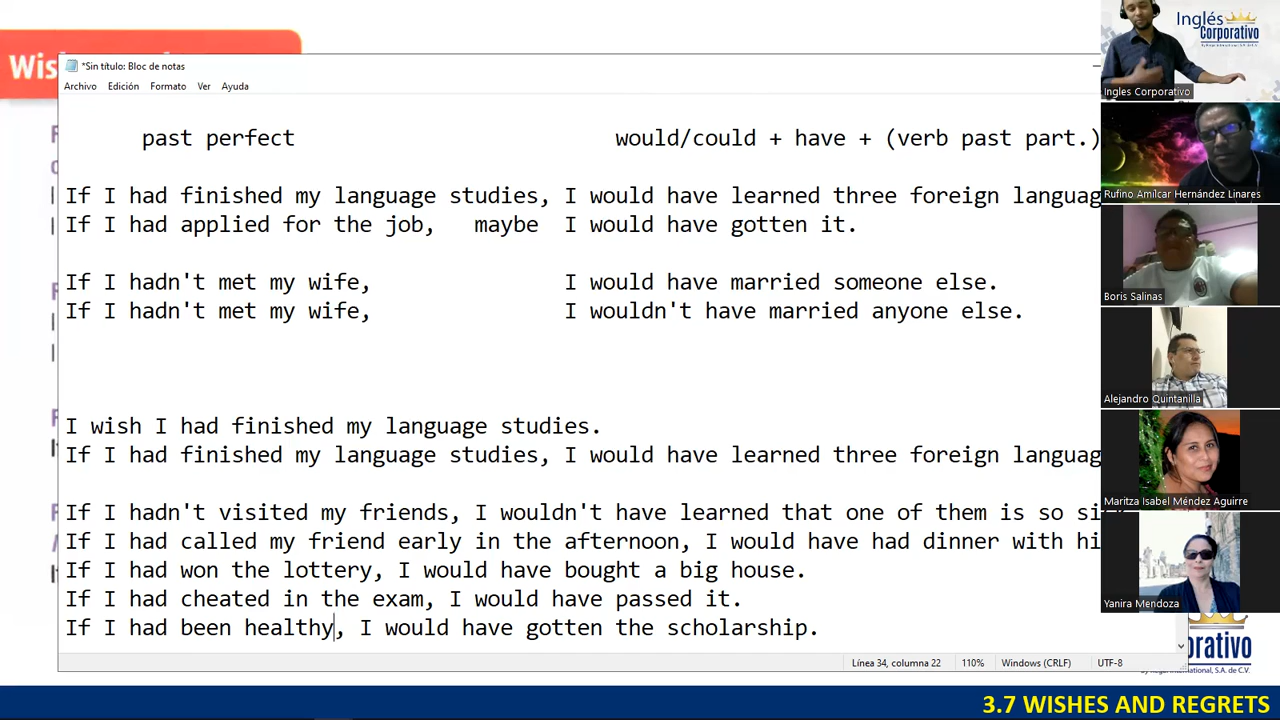 Wis
*Sin título: Bloc de notas
Archivo Edición Formato Ver Ayuda
past perfect would/could + have + (verb past part.)
If I had finished my language studies, I would have learned three foreign languag
If I had applied for the job, maybe I would have gotten it.
If I hadn't met my wife, I would have married someone else.
If I hadn't met my wife, I wouldn't have married anyone else.
I wish I had finished my language studies.
If I had finished my language studies, I would have learned three foreign languag
If I hadn't visited my friends, I wouldn't have learned that one of them is so sick
If I had called my friend early in the afternoon, I would have had dinner with hi
If I had won the lottery, I would have bought a big house.
If I had cheated in the exam, I would have passed it.
If I had been healthy, I would have gotten the scholarship.
Línea 34, columna 22 110% Windows (CRLF) UTF-8
Inglés
Corporativo
Ingles Corporativo
Rufino Amílcar Hernández Linares
Boris Salinas
Alejandro Quintanilla
Maritza Isabel Méndez Aguirre
Yanira Mendoza
orativo
by Regal International, S.A. de C.V.
3.7 WISHES AND REGRETS